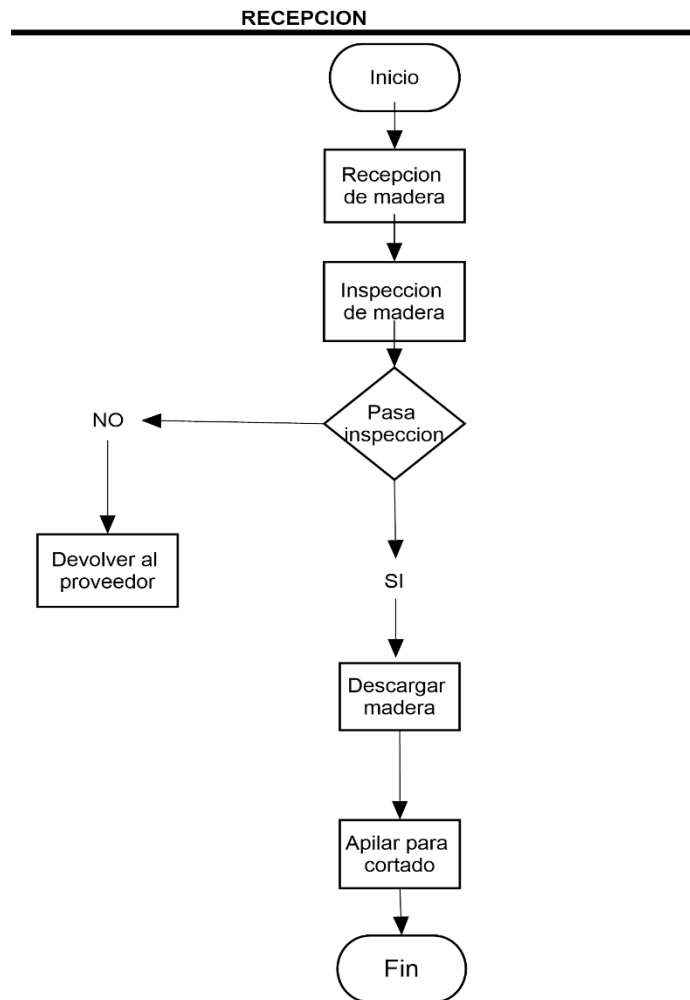 RECEPCION
Inicio
Recepcion
de madera
Inspeccion
de madera
Pasa
inspeccion
NO
Devolver al
proveedor
SI
Descargar
madera
Apilar para
cortado
Fin